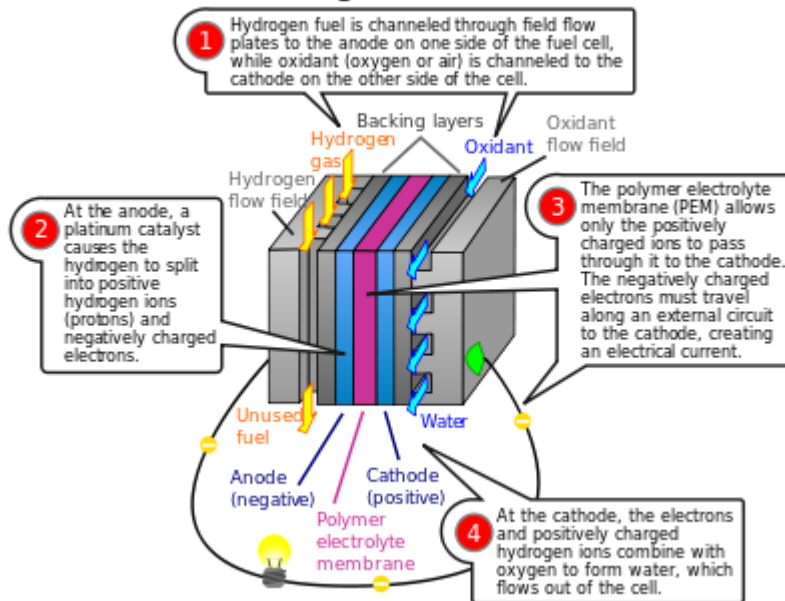 1
Hydrogen fuel is channeled through field flow
plates to the anode on one side of the fuel cell,
while oxidant (oxygen or air) is channeled to the
cathode on the other side of the cell.
Backing layers
Oxidant
flow field
Hydrogen
gas
Oxidant
Hydrogen
flow field
2
At the anode, a
platinum catalyst
causes the
hydrogen to split
into positive
hydrogen ions
(protons) and
negatively charged
electrons.
3
The polymer electrolyte
membrane (PEM) allows
only the positively
charged ions to pass
through it to the cathode.
The negatively charged
electrons must travel
along an external circuit
to the cathode, creating
an electrical current.
Unused
fuel
Water
Anode
(negative)
Cathode
(positive)
Polymer
electrolyte
membrane
4
At the cathode, the electrons
and positively charged
hydrogen ions combine with
oxygen to form water, which
flows out of the cell.